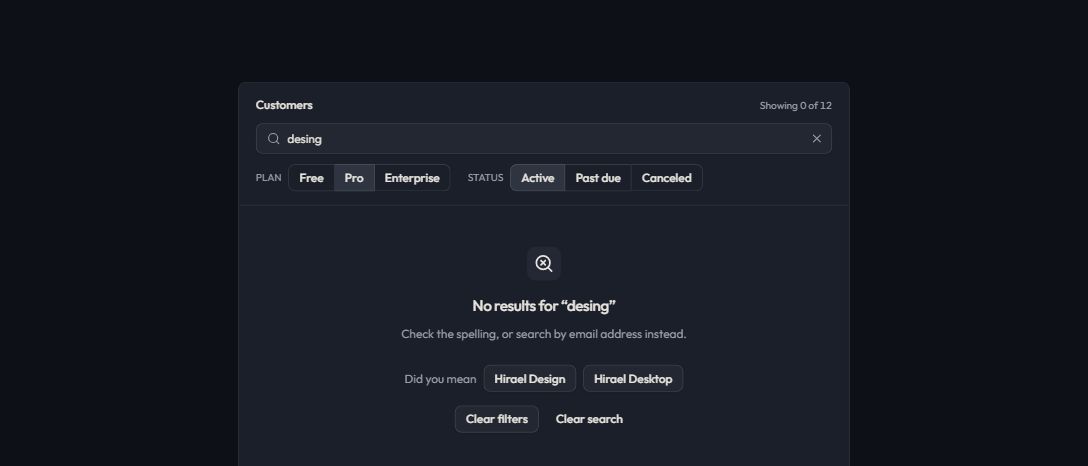 Customers Showing 0 of 12
desing
PLAN Free Pro Enterprise STATUS Active Past due Canceled
No results for “desing”
Check the spelling, or search by email address instead.
Did you mean Hirael Design Hirael Desktop
Clear filters Clear search